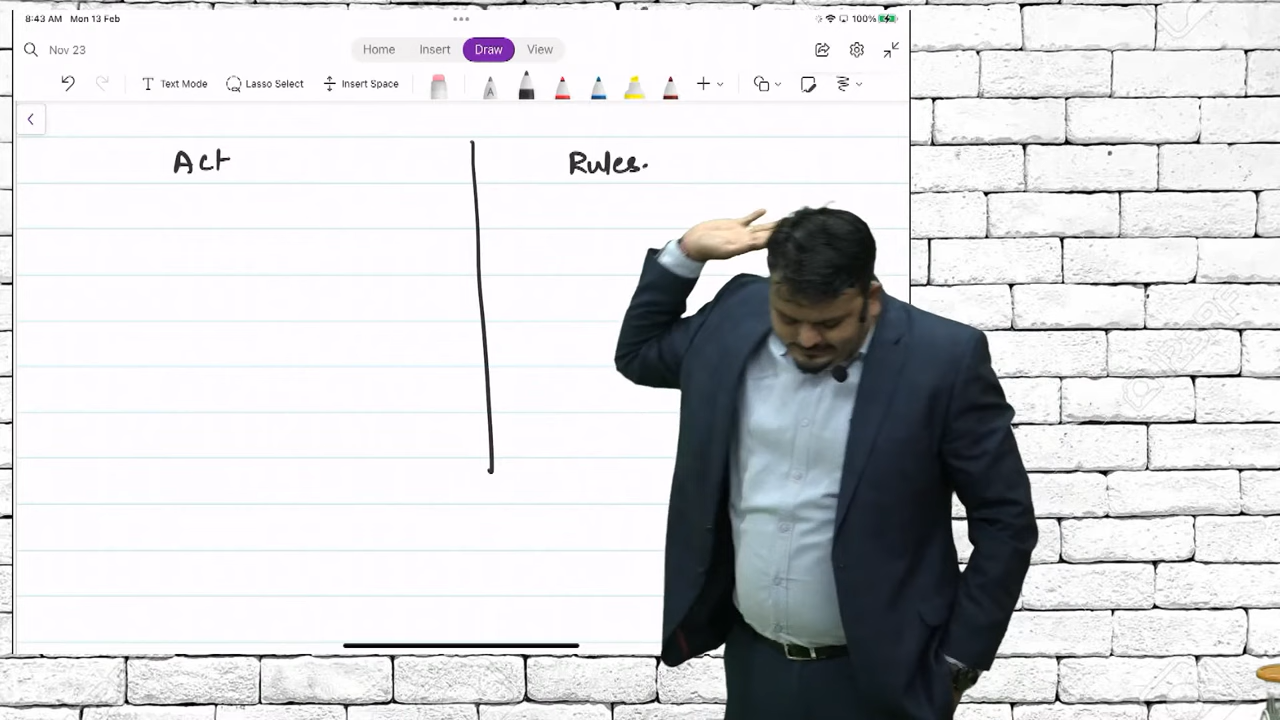 8:43 AM Mon 13 Feb
100%
Nov 23
Home Insert Draw View
Text Mode Lasso Select Insert Space
A
Act
Rules.